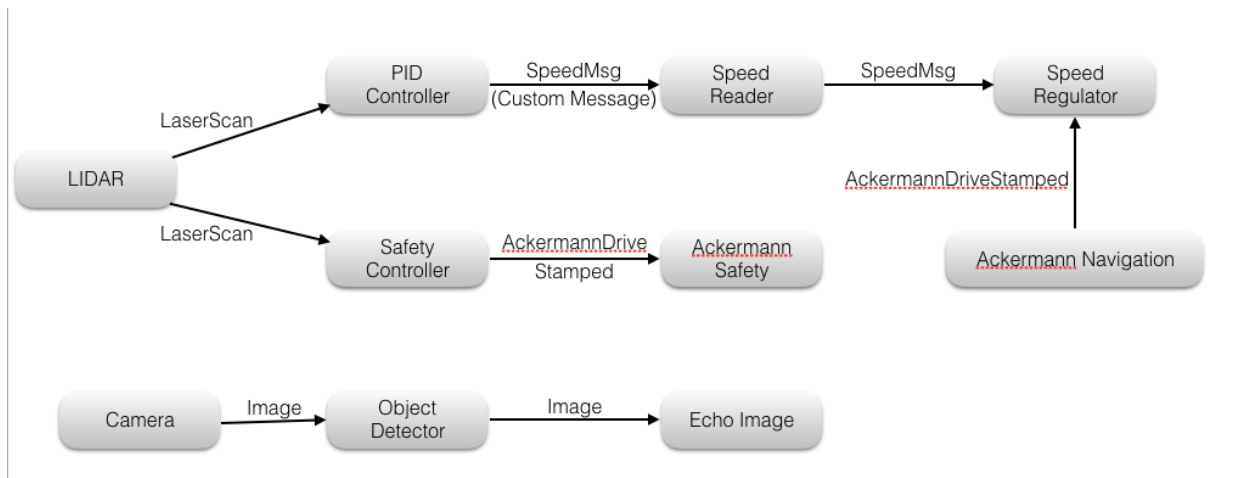 PID
Controller
SpeedMsg
(Custom Message)
Speed
Reader
SpeedMsg
Speed
Regulator
LaserScan
LIDAR
AckermannDriveStamped
LaserScan
Safety
Controller
AckermannDrive
Stamped
Ackermann
Safety
Ackermann Navigation
Camera
Image
Object
Detector
Image
Echo Image